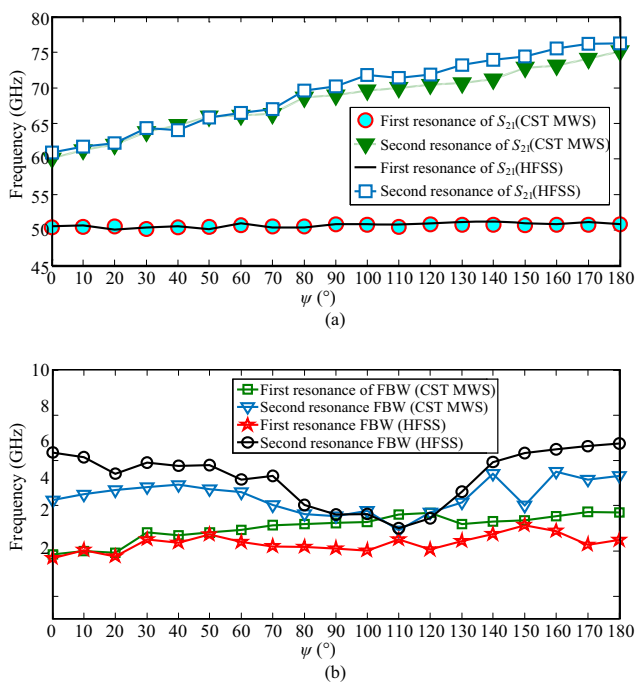 80
75
70
65
60
55
50
45
Frequency (GHz)
First resonance of S21(CST MWS)
Second resonance of S21(CST MWS)
First resonance of S21(HFSS)
Second resonance of S21(HFSS)
0 10 20 30 40 50 60 70 80 90 100 110 120 130 140 150 160 170 180
ψ (°)
(a)
10
8
6
4
2
2
Frequency (GHz)
First resonance of FBW (CST MWS)
Second resonance FBW (CST MWS)
First resonance FBW (HFSS)
Second resonance FBW (HFSS)
0 10 20 30 40 50 60 70 80 90 100 110 120 130 140 150 160 170 180
ψ (°)
(b)